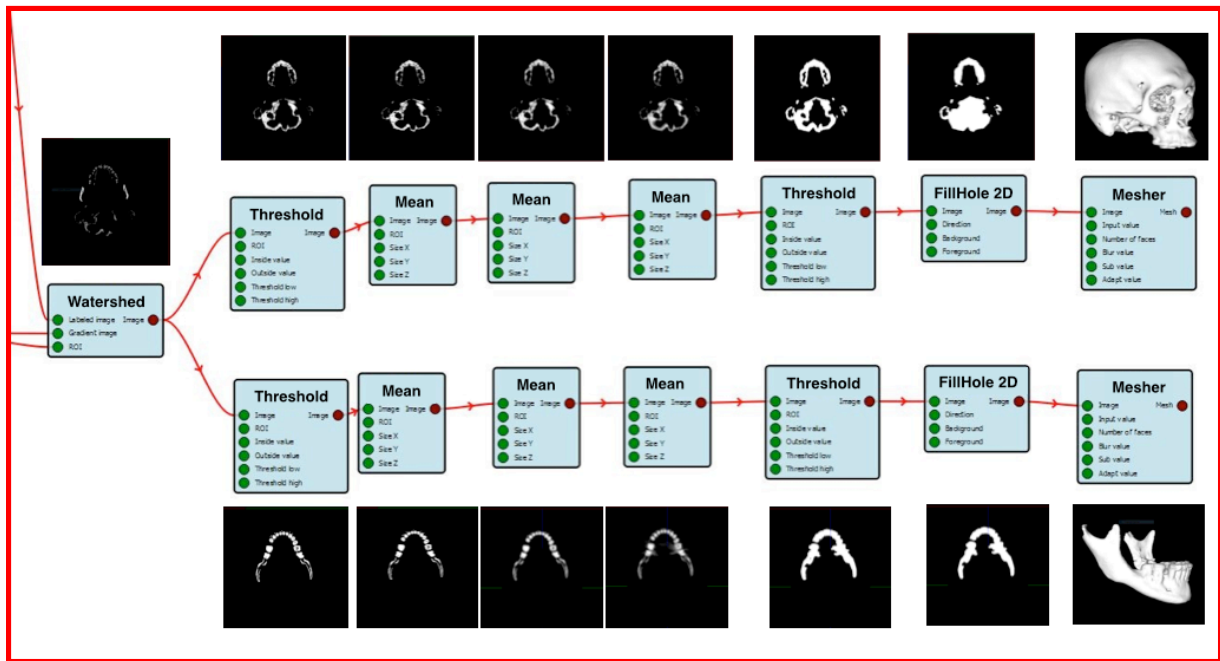 Watershed
Labeled image Image
Gradient image
ROI
Threshold
Image Image
ROI
Inside value
Outside value
Threshold low
Threshold high
Mean
Image Image
ROI
Size X
Size Y
Size Z
Mean
Image Image
ROI
Size X
Size Y
Size Z
Mean
Image Image
ROI
Size X
Size Y
Size Z
Threshold
Image Image
ROI
Inside value
Outside value
Threshold low
Threshold high
FillHole 2D
Image Image
Direction
Background
Foreground
Mesher
Image Mesh
Input value
Number of faces
Blur value
Sub value
Adapt value
Threshold
Image Image
ROI
Inside value
Outside value
Threshold low
Threshold high
Mean
Image Image
ROI
Size X
Size Y
Size Z
Mean
Image Image
ROI
Size X
Size Y
Size Z
Mean
Image Image
ROI
Size X
Size Y
Size Z
Threshold
Image Image
ROI
Inside value
Outside value
Threshold low
Threshold high
FillHole 2D
Image Image
Direction
Background
Foreground
Mesher
Image Mesh
Input value
Number of faces
Blur value
Sub value
Adapt value